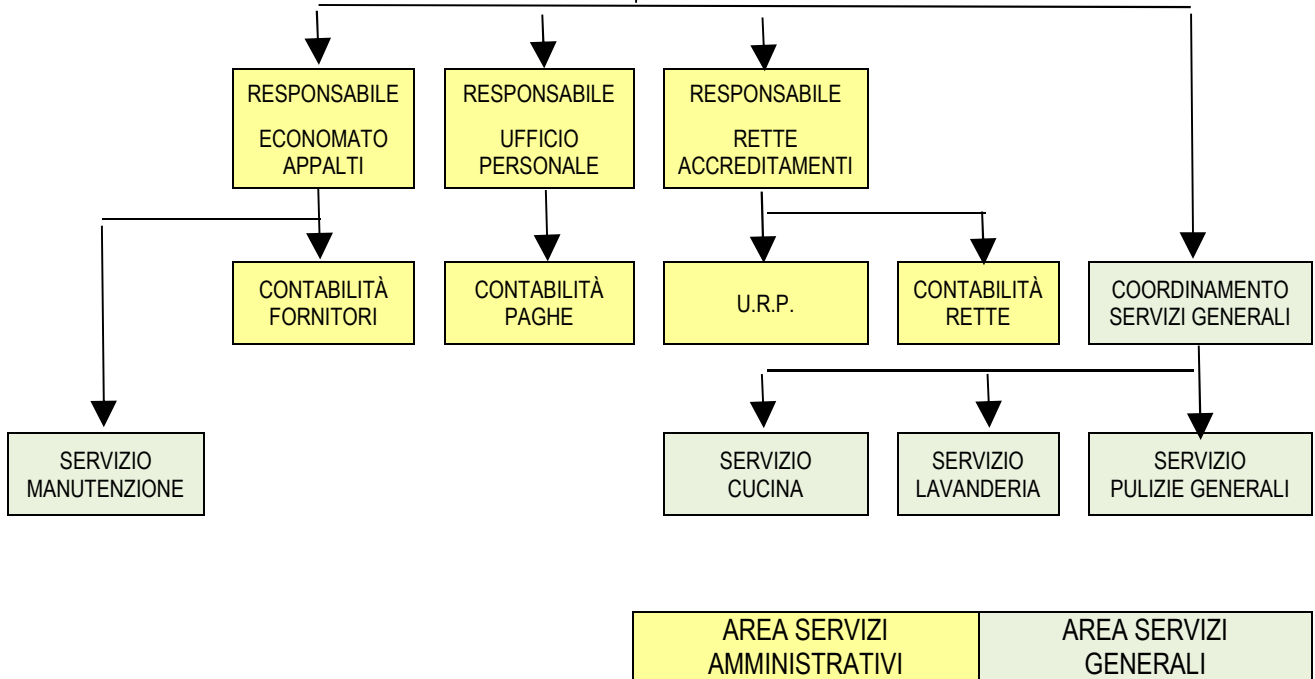 RESPONSABILE
ECONOMATO
APPALTI
RESPONSABILE
UFFICIO
PERSONALE
RESPONSABILE
RETTE
ACCREDITAMENTI
CONTABILITÀ
FORNITORI
CONTABILITÀ
PAGHE
U.R.P.
CONTABILITÀ
RETTE
COORDINAMENTO
SERVIZI GENERALI
SERVIZIO
MANUTENZIONE
SERVIZIO
CUCINA
SERVIZIO
LAVANDERIA
SERVIZIO
PULIZIE GENERALI
AREA SERVIZI
AMMINISTRATIVI
AREA SERVIZI
GENERALI